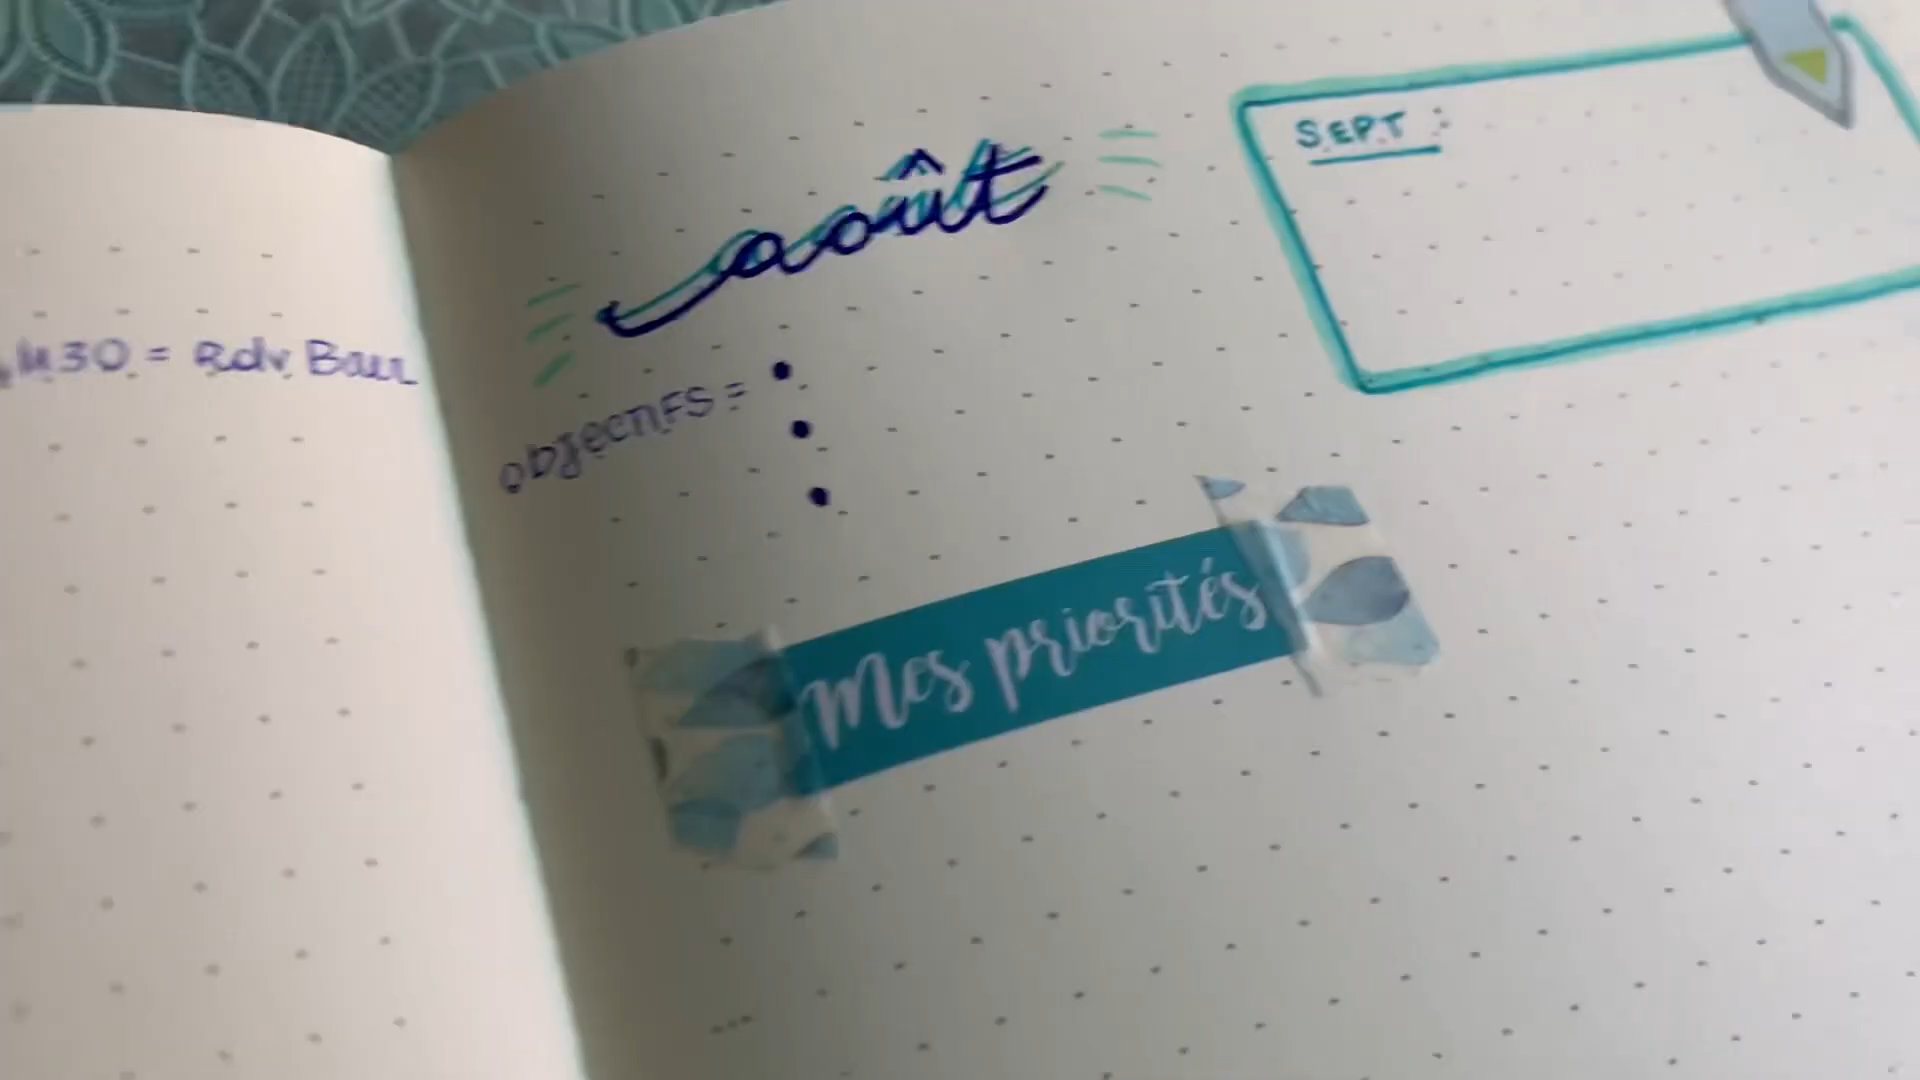 H30 = Rdv Bau
août
SEPT :
objectifs =
Mes priorités